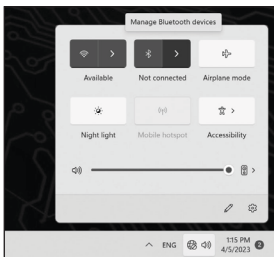 Manage Bluetooth devices
Available Not connected Airplane mode
Night light Mobile hotspot Accessibility
ENG 1:15 PM
4/5/2023 2